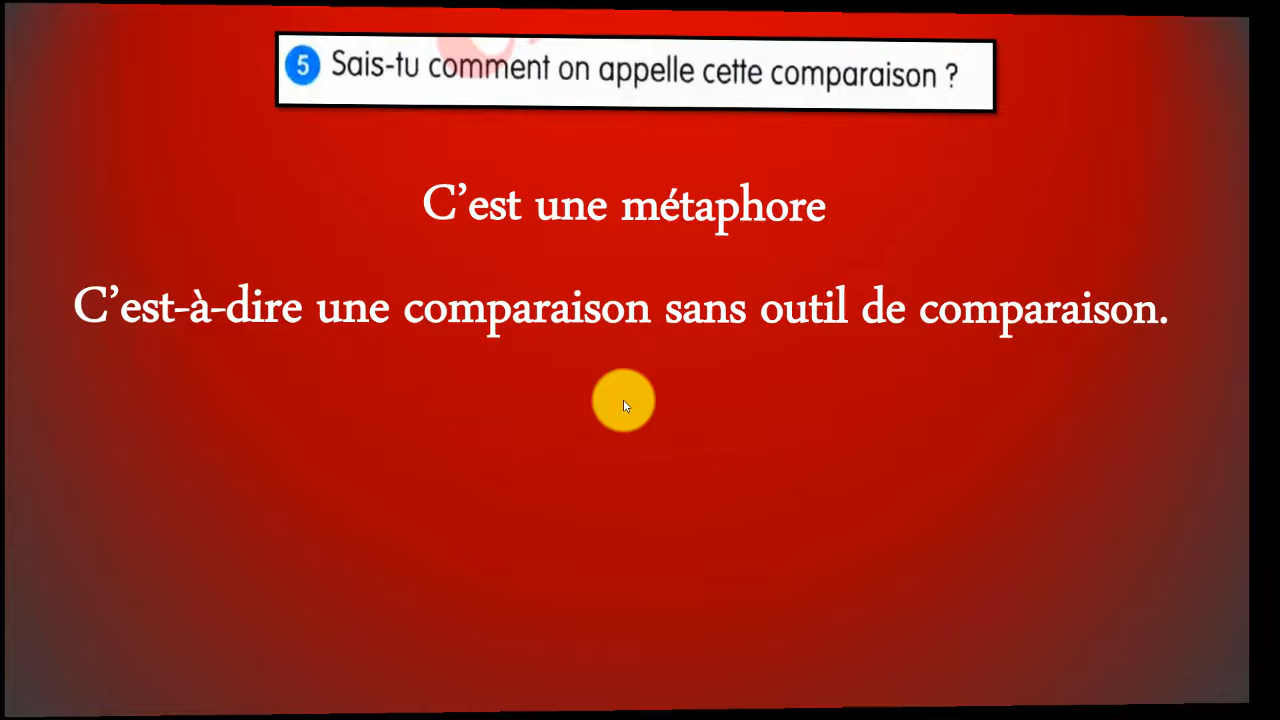 5 Sais-tu comment on appelle cette comparaison ?
C’est une métaphore
C’est-à-dire une comparaison sans outil de comparaison.